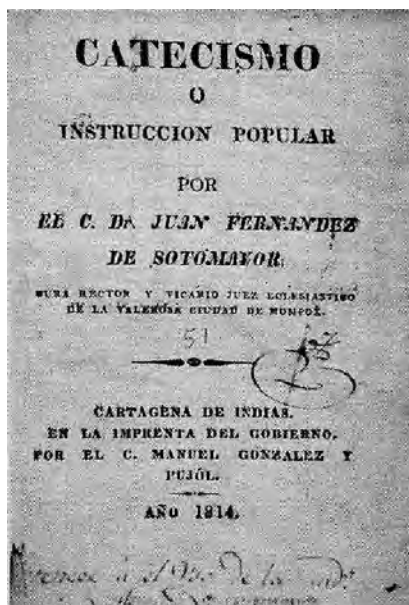 CATECISMO
O
INSTRUCCION POPULAR
POR
EL C. Dr. JUAN FERNANDEZ
DE SOTOMAYOR,
CURA RECTOR Y VICARIO JUEZ ECLESIASTICO
DE LA VALEROSA CIUDAD DE MOMPOX.
51
CARTAGENA DE INDIAS.
EN LA IMPRENTA DEL GOBIERNO,
POR EL C. MANUEL GONZALEZ Y
PUJÓL.
AÑO 1814.